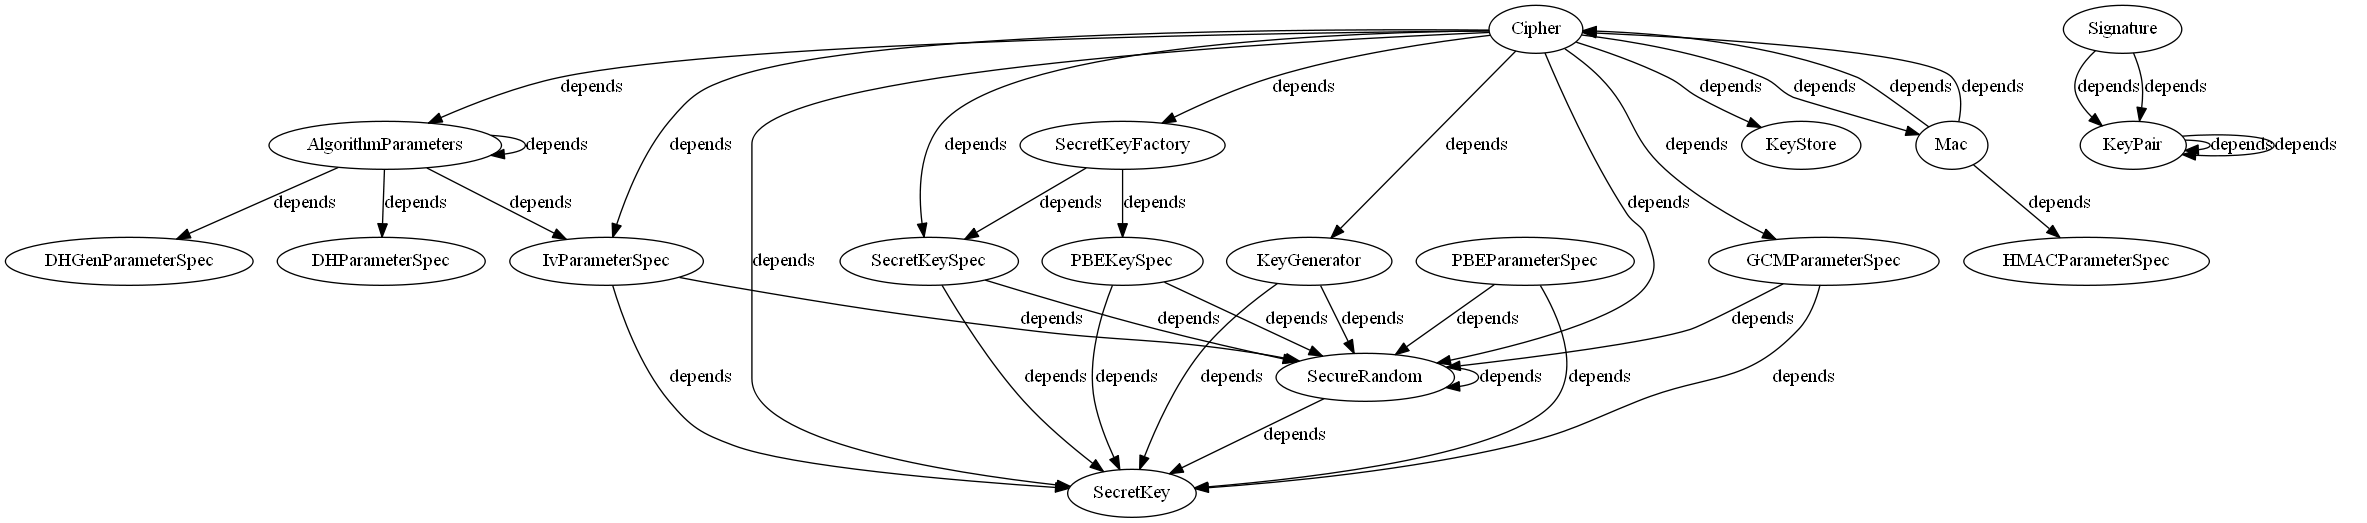 Cipher
Signature
depends
depends
depends
depends
depends
depends
depends
depends
AlgorithmParameters
depends
depends
depends
SecretKeyFactory
depends
depends
KeyStore
Mac
KeyPair
depends
depends
depends
depends
depends
depends
depends
depends
depends
DHGenParameterSpec
DHParameterSpec
IvParameterSpec
depends
SecretKeySpec
PBEKeySpec
KeyGenerator
PBEParameterSpec
GCMParameterSpec
HMACParameterSpec
depends
depends
depends
depends
depends
depends
depends
depends
depends
depends
SecureRandom
depends
depends
depends
depends
SecretKey